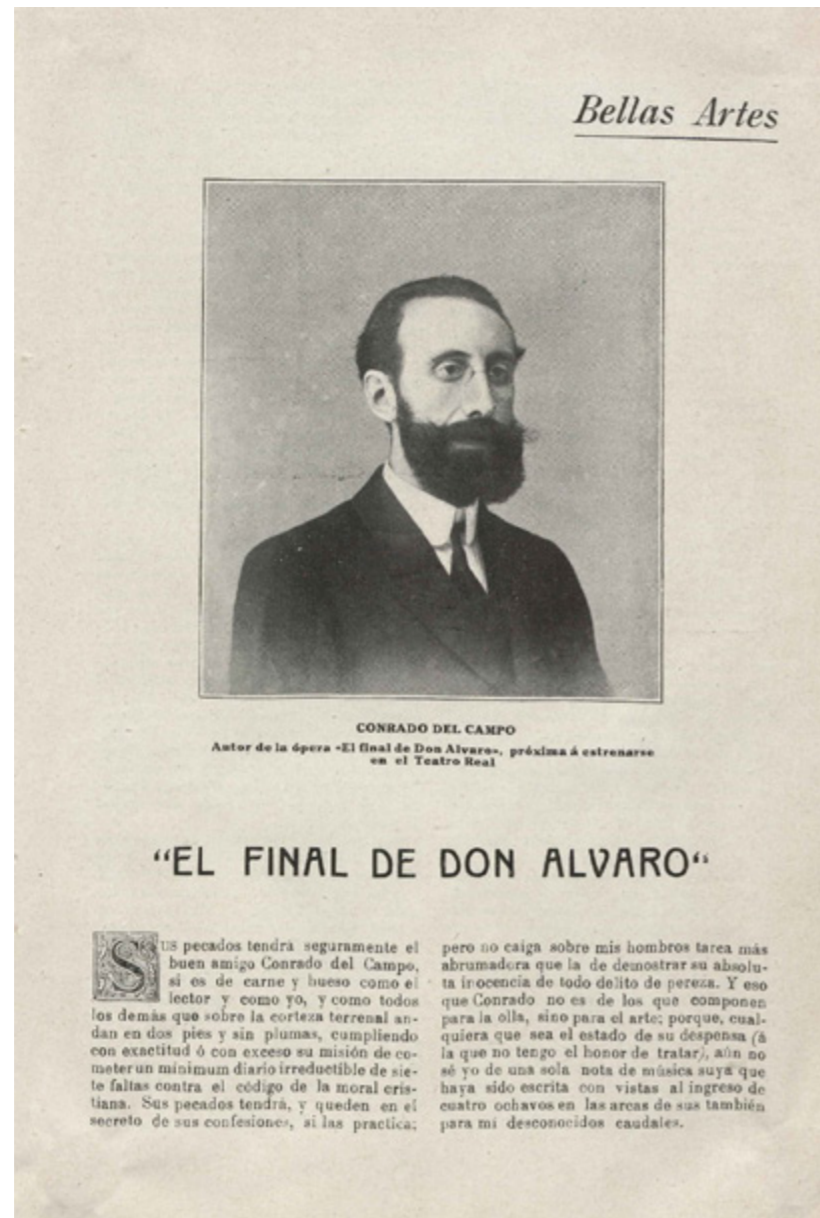 Bellas Artes
CONRADO DEL CAMPO
Autor de la ópera «El final de Don Alvaro», próxima á estrenarse
en el Teatro Real
“EL FINAL DE DON ALVARO“
SUS pecados tendrá seguramente el
buen amigo Conrado del Campo,
si es de carne y hueso como el
lector y como yo, y como todos
los demás que sobre la corteza terrenal an-
dan en dos pies y sin plumas, cumpliendo
con exactitud ó con exceso su misión de co-
meter un minimum diario irreductible de sie-
te faltas contra el código de la moral cris-
tiana. Sus pecados tendrá, y queden en el
secreto de sus confesiones, si las practica;
pero no caiga sobre mis hombros tarea más
abrumadora que la de demostrar su absolu-
ta inocencia de todo delito de pereza. Y eso
que Conrado no es de los que componen
para la olla, sino para el arte; porque, cual-
quiera que sea el estado de su despensa (á
la que no tengo el honor de tratar), aún no
sé yo de una sola nota de música suya que
haya sido escrita con vistas al ingreso de
cuatro ochavos en las arcas de sus también
para mí desconocidos caudales.